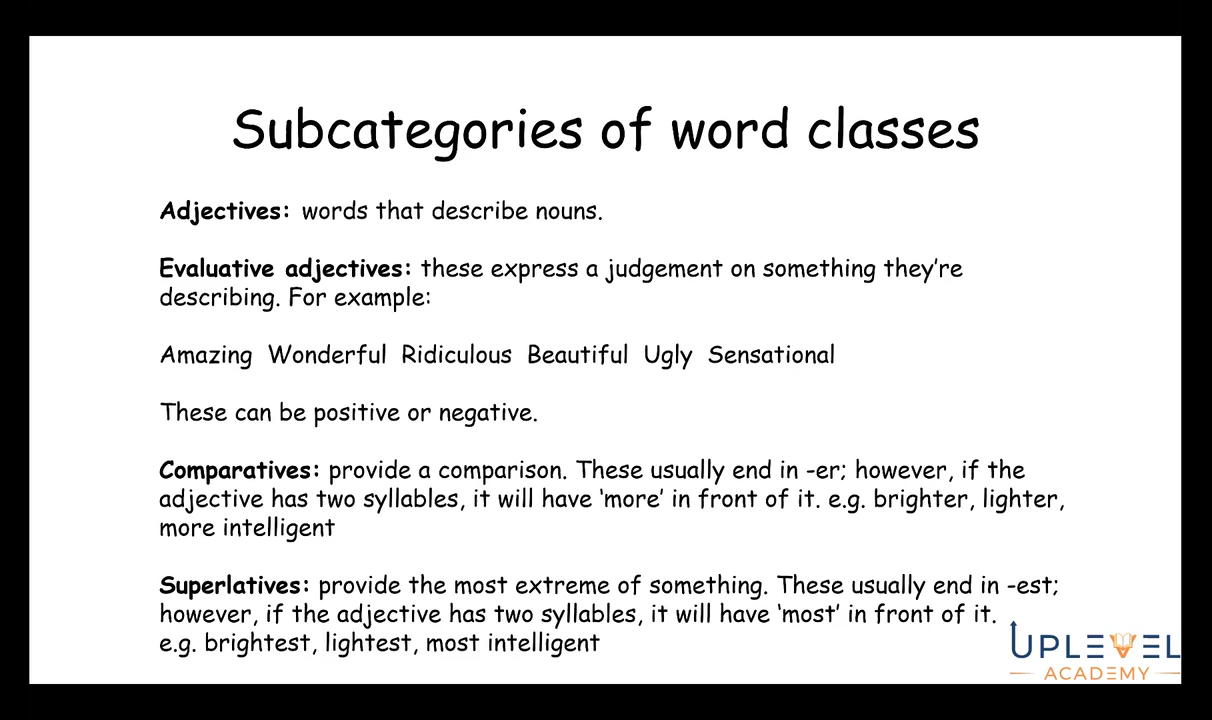 Subcategories of word classes
Adjectives: words that describe nouns.
Evaluative adjectives: these express a judgement on something they’re
describing. For example:
Amazing Wonderful Ridiculous Beautiful Ugly Sensational
These can be positive or negative.
Comparatives: provide a comparison. These usually end in -er; however, if the
adjective has two syllables, it will have ‘more’ in front of it. e.g. brighter, lighter,
more intelligent
Superlatives: provide the most extreme of something. These usually end in -est;
however, if the adjective has two syllables, it will have ‘most’ in front of it.
e.g. brightest, lightest, most intelligent
UPLEVEL
ACADEMY